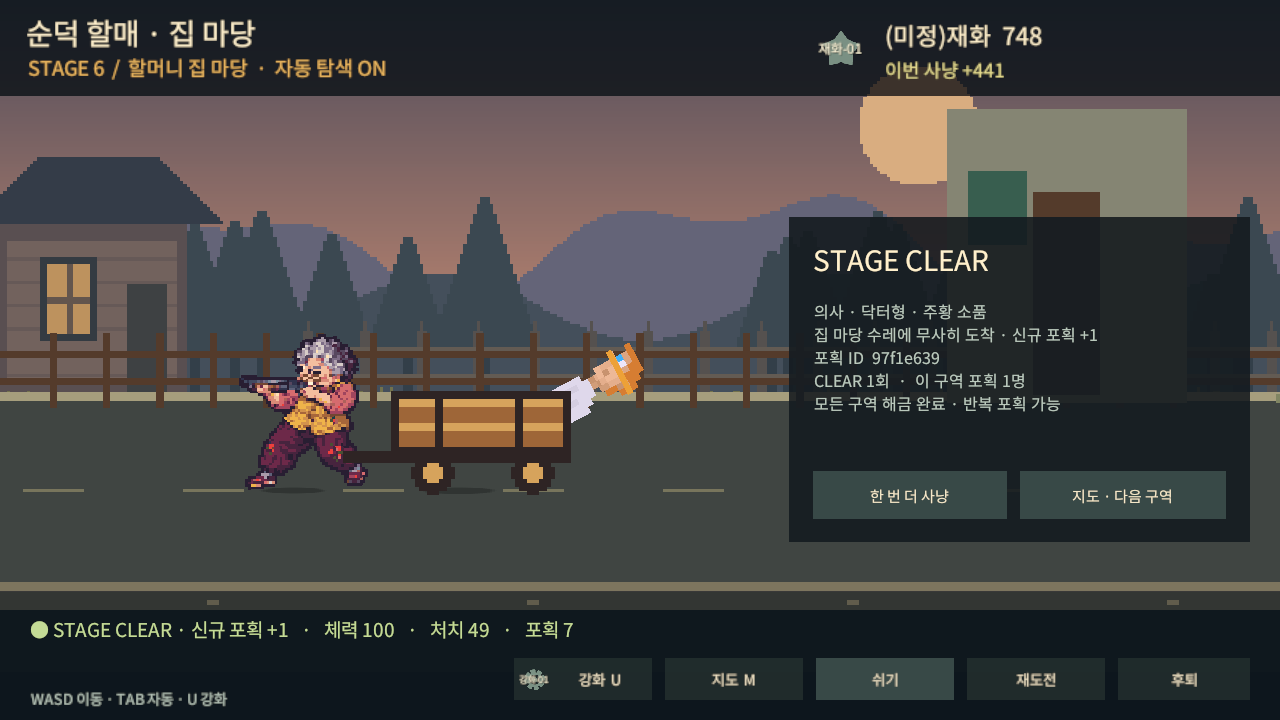 순덕 할매 · 집 마당
STAGE 6 / 할머니 집 마당 · 자동 탐색 ON
재화-01
(미정)재화 748
이번 사냥 +441
STAGE CLEAR
의사 · 닥터형 · 주황 소품
집 마당 수레에 무사히 도착 · 신규 포획 +1
포획 ID 97f1e639
CLEAR 1회 · 이 구역 포획 1명
모든 구역 해금 완료 · 반복 포획 가능
한 번 더 사냥
지도 · 다음 구역
STAGE CLEAR · 신규 포획 +1 · 체력 100 · 처치 49 · 포획 7
강화 U
지도 M
쉬기
재도전
후퇴
WASD 이동 · TAB 자동 · U 강화